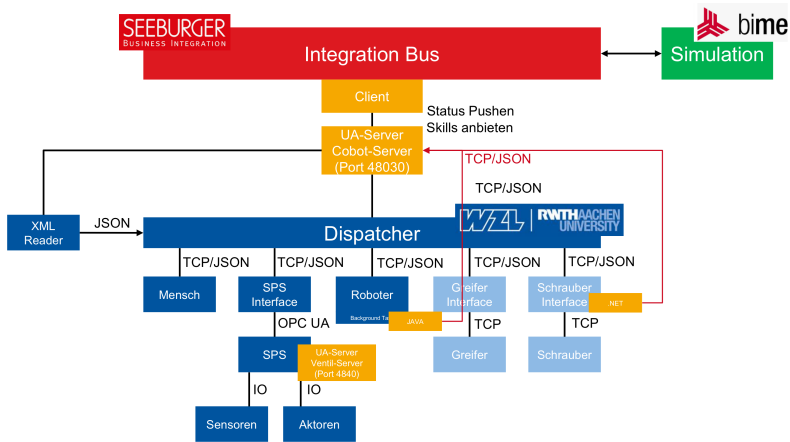 SEEBURGER
BUSINESS INTEGRATION
bime
Integration Bus
Simulation
Client
Status Pushen
Skills anbieten
UA-Server
Cobot-Server
(Port 48030)
TCP/JSON
TCP/JSON
XML
Reader
JSON
Dispatcher
WZL
RWTHAACHEN
UNIVERSITY
TCP/JSON
TCP/JSON
TCP/JSON
TCP/JSON
TCP/JSON
Mensch
SPS
Interface
Roboter
Background
JAVA
Greifer
Interface
Schrauber
Interface
.NET
OPC UA
TCP
TCP
SPS
UA-Server
Ventil-Server
(Port 4840)
Greifer
Schrauber
IO
IO
Sensoren
Aktoren